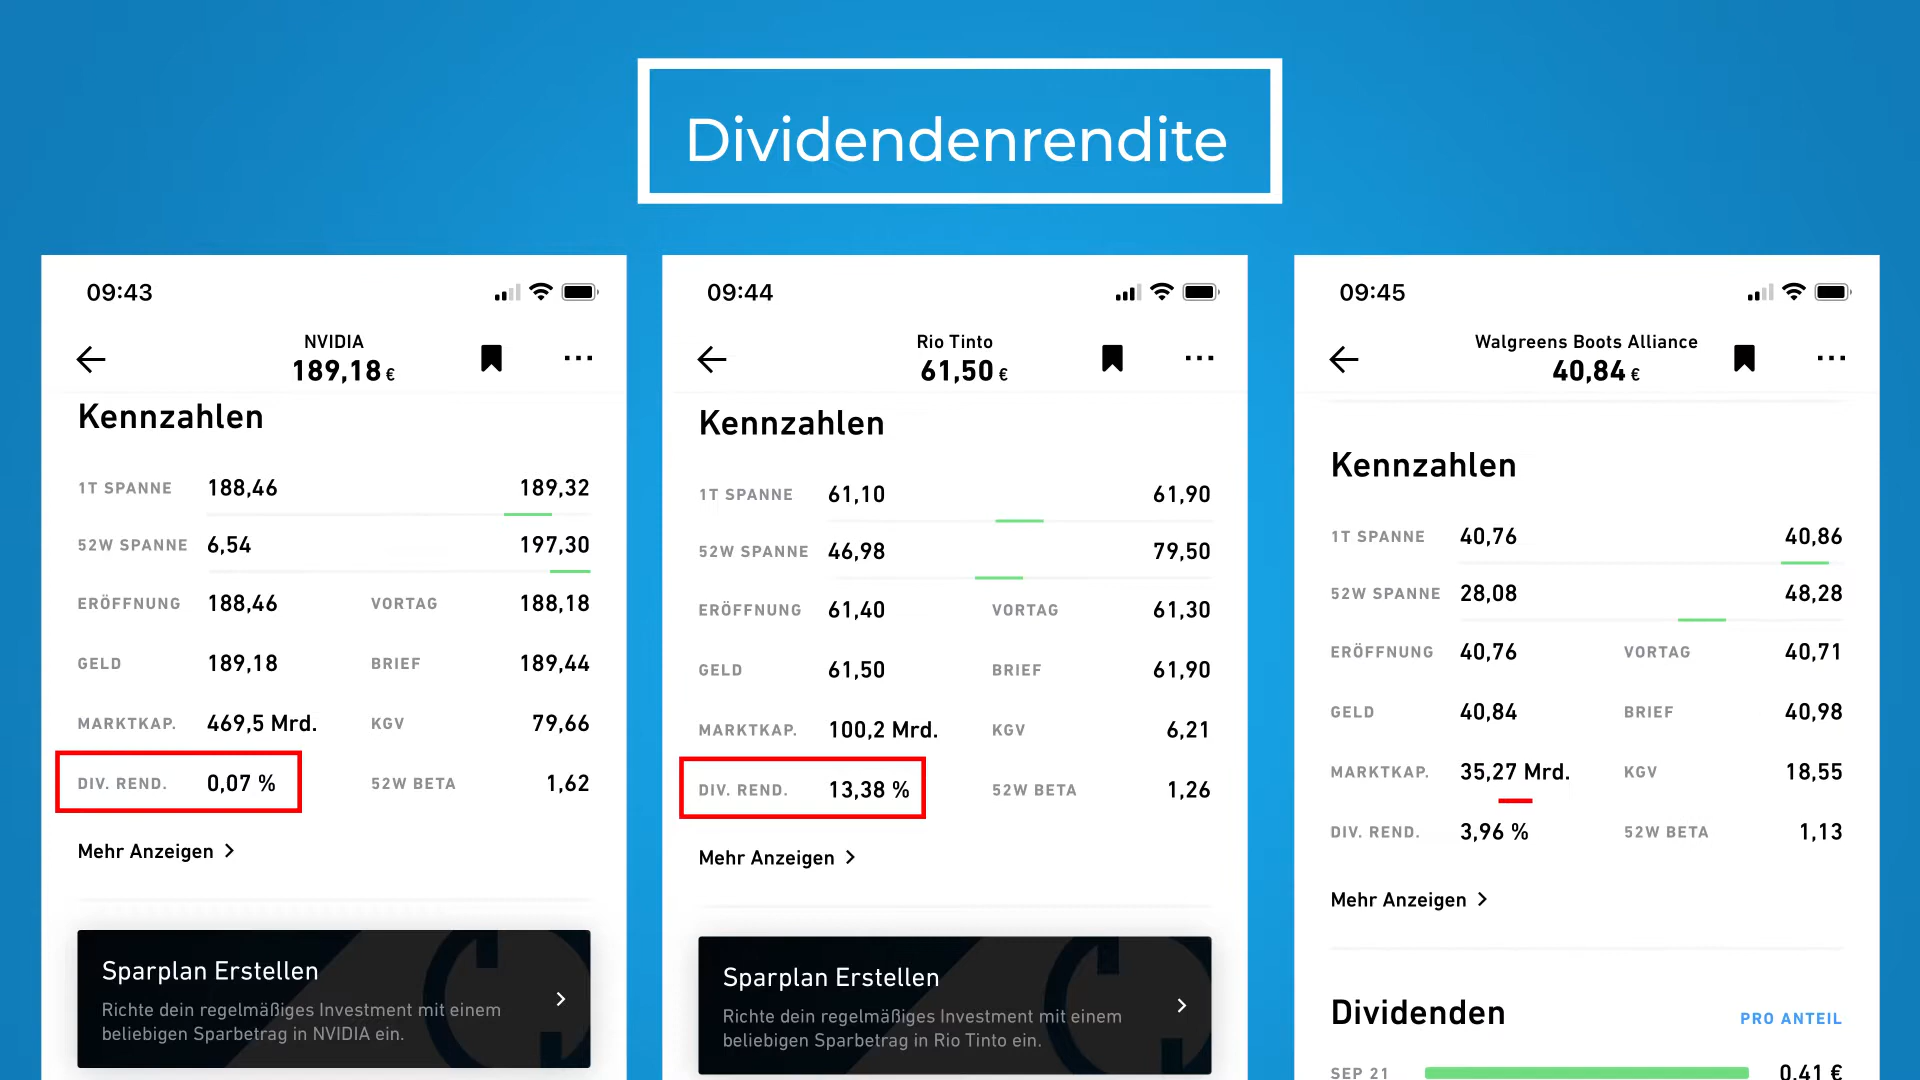 Dividendenrendite
09:43
NVIDIA
189,18 €
Kennzahlen
1T SPANNE 188,46 189,32
52W SPANNE 6,54 197,30
ERÖFFNUNG 188,46 VORTAG 188,18
GELD 189,18 BRIEF 189,44
MARKTKAP. 469,5 Mrd. KGV 79,66
DIV. REND. 0,07 % 52W BETA 1,62
Mehr Anzeigen
Sparplan Erstellen
Richte dein regelmäßiges Investment mit einem
beliebigen Sparbetrag in NVIDIA ein.
09:44
Rio Tinto
61,50 €
Kennzahlen
1T SPANNE 61,10 61,90
52W SPANNE 46,98 79,50
ERÖFFNUNG 61,40 VORTAG 61,30
GELD 61,50 BRIEF 61,90
MARKTKAP. 100,2 Mrd. KGV 6,21
DIV. REND. 13,38 % 52W BETA 1,26
Mehr Anzeigen
Sparplan Erstellen
Richte dein regelmäßiges Investment mit einem
beliebigen Sparbetrag in Rio Tinto ein.
09:45
Walgreens Boots Alliance
40,84 €
Kennzahlen
1T SPANNE 40,76 40,86
52W SPANNE 28,08 48,28
ERÖFFNUNG 40,76 VORTAG 40,71
GELD 40,84 BRIEF 40,98
MARKTKAP. 35,27 Mrd. KGV 18,55
DIV. REND. 3,96 % 52W BETA 1,13
Mehr Anzeigen
Dividenden PRO ANTEIL
SEP 21 0,41 €